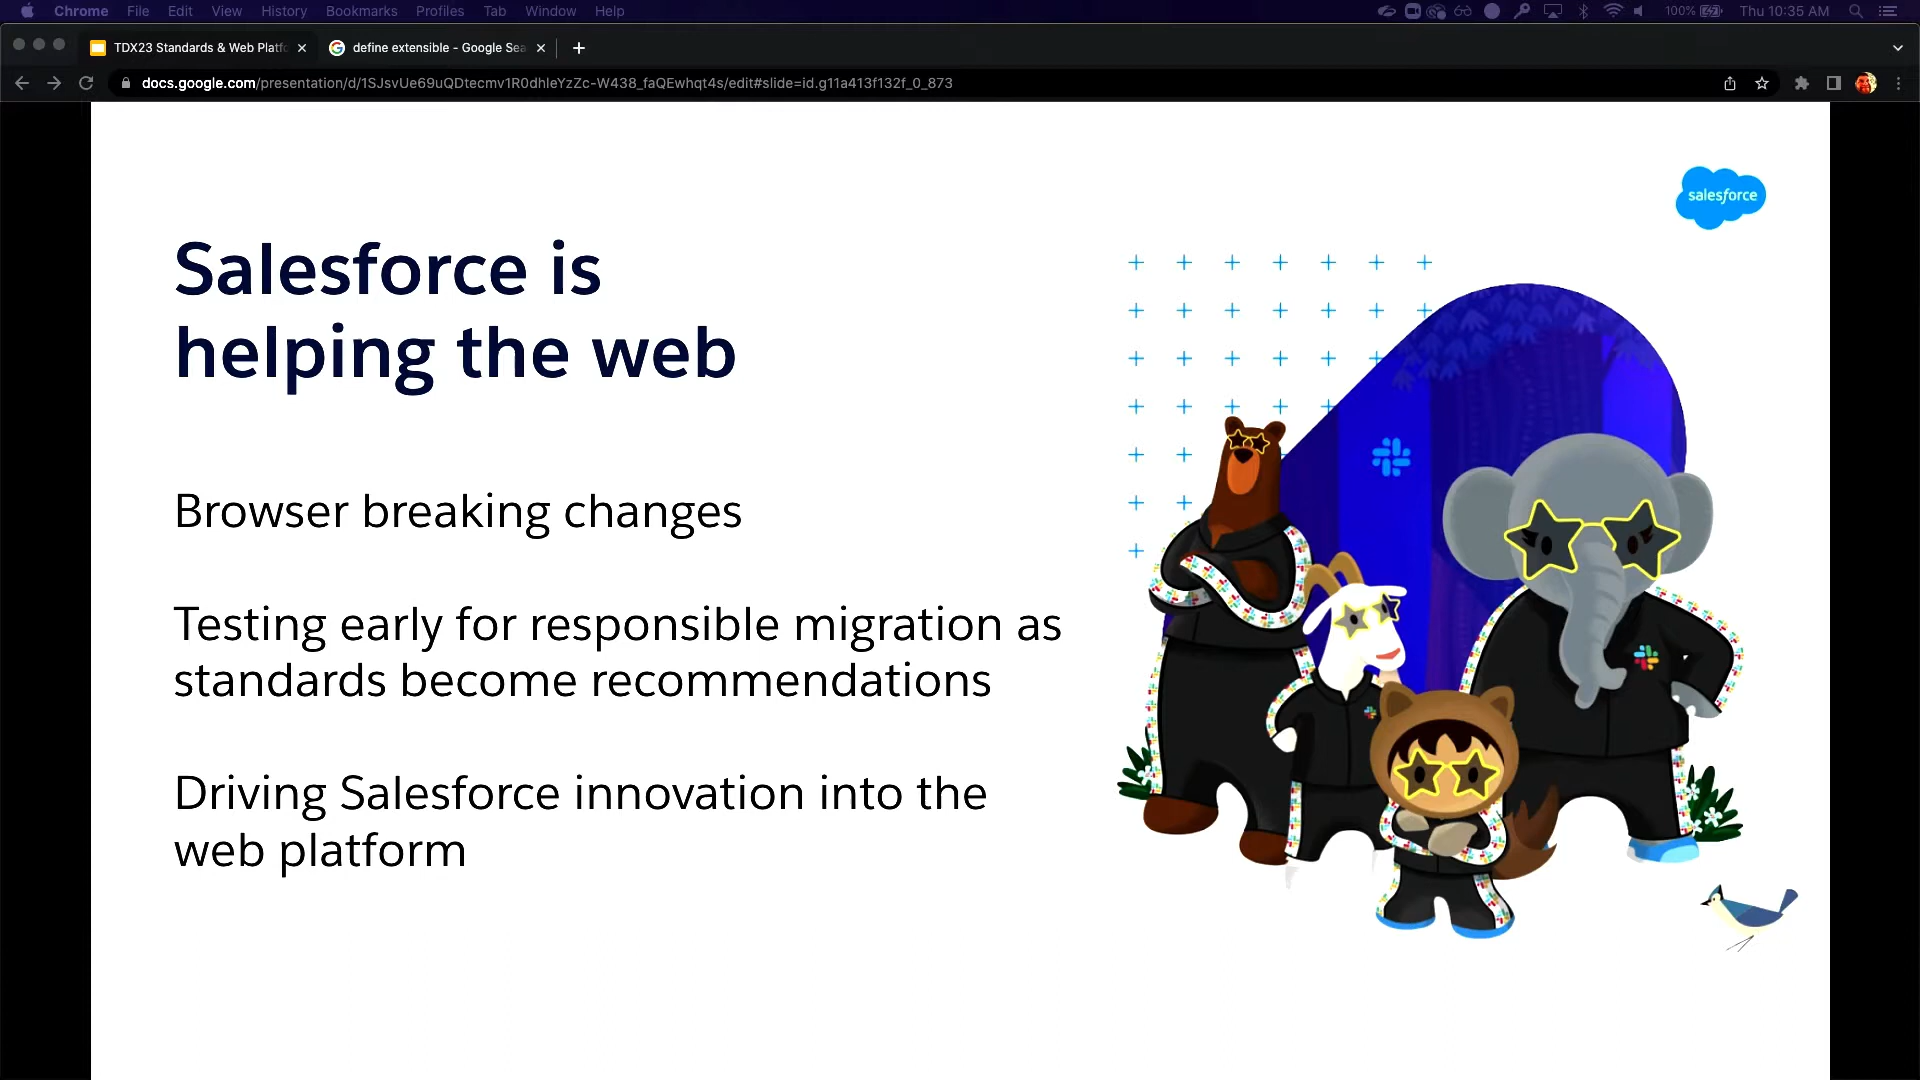 Chrome File Edit View History Bookmarks Profiles Tab Window Help 100% Thu 10:35 AM
TDX23 Standards & Web Platf define extensible - Google Sea
docs.google.com/presentation/d/1SJsvUe69uQDtecmv1R0dhleYzZc-W438_faQEwhqt4s/edit#slide=id.g11a413f132f_0_873
salesforce
Salesforce is
helping the web
Browser breaking changes
Testing early for responsible migration as
standards become recommendations
Driving Salesforce innovation into the
web platform